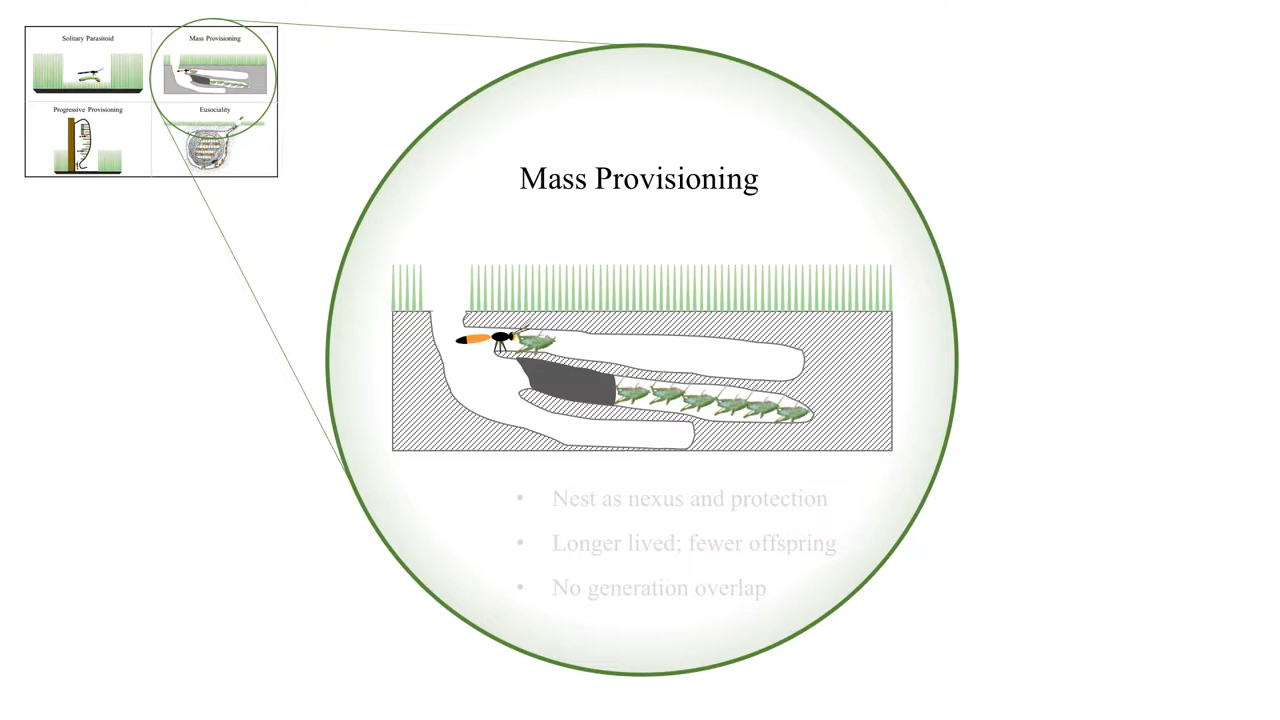 Solitary Parasitoid
Mass Provisioning
Progressive Provisioning
Eusociality
Mass Provisioning
• Nest as nexus and protection
• Longer lived; fewer offspring
• No generation overlap